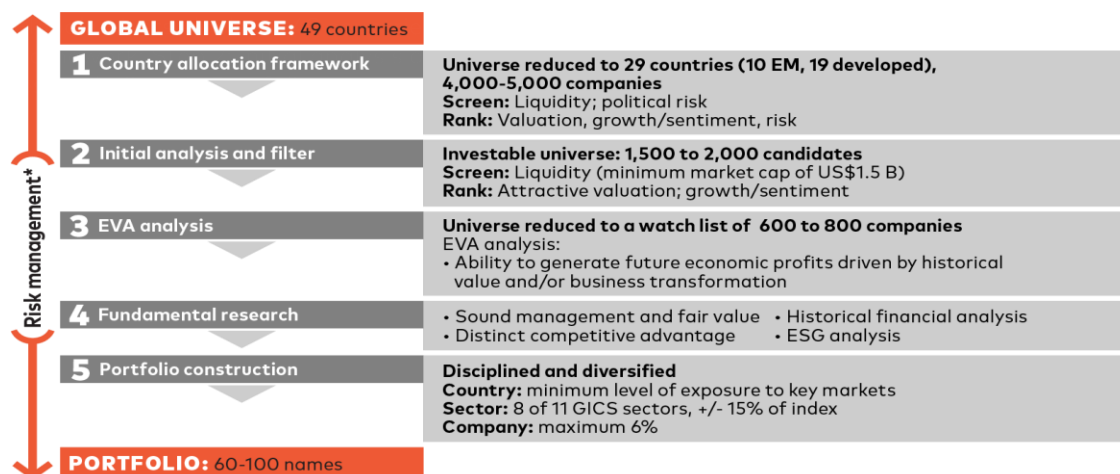 GLOBAL UNIVERSE: 49 countries
1 Country allocation framework
Universe reduced to 29 countries (10 EM, 19 developed),
4,000-5,000 companies
Screen: Liquidity; political risk
Rank: Valuation, growth/sentiment, risk
2 Initial analysis and filter
Investable universe: 1,500 to 2,000 candidates
Screen: Liquidity (minimum market cap of US$1.5 B)
Rank: Attractive valuation; growth/sentiment
3 EVA analysis
Universe reduced to a watch list of 600 to 800 companies
EVA analysis:
• Ability to generate future economic profits driven by historical
value and/or business transformation
Risk management*
4 Fundamental research
• Sound management and fair value • Historical financial analysis
• Distinct competitive advantage • ESG analysis
5 Portfolio construction
Disciplined and diversified
Country: minimum level of exposure to key markets
Sector: 8 of 11 GICS sectors, +/- 15% of index
Company: maximum 6%
PORTFOLIO: 60-100 names